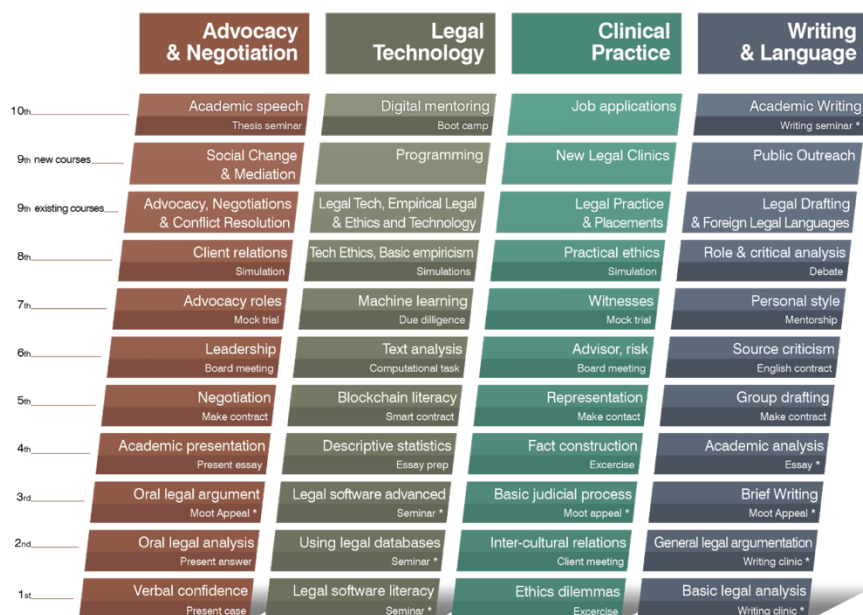 Advocacy
& Negotiation
Legal
Technology
Clinical
Practice
Writing
& Language
10th
Academic speech
Thesis seminar
Digital mentoring
Boot camp
Job applications
Academic Writing
Writing seminar *
9th new courses
Social Change
& Mediation
Programming
New Legal Clinics
Public Outreach
9th existing courses
Advocacy, Negotiations
& Conflict Resolution
Legal Tech, Empirical Legal
& Ethics and Technology
Legal Practice
& Placements
Legal Drafting
& Foreign Legal Languages
8th
Client relations
Simulation
Tech Ethics, Basic empiricism
Simulations
Practical ethics
Simulation
Role & critical analysis
Debate
7th
Advocacy roles
Mock trial
Machine learning
Due dilligence
Witnesses
Mock trial
Personal style
Mentorship
6th
Leadership
Board meeting
Text analysis
Computational task
Advisor, risk
Board meeting
Source criticism
English contract
5th
Negotiation
Make contract
Blockchain literacy
Smart contract
Representation
Make contact
Group drafting
Make contract
4th
Academic presentation
Present essay
Descriptive statistics
Essay prep
Fact construction
Excercise
Academic analysis
Essay *
3rd
Oral legal argument
Moot Appeal *
Legal software advanced
Seminar *
Basic judicial process
Moot appeal *
Brief Writing
Moot Appeal *
2nd
Oral legal analysis
Present answer
Using legal databases
Seminar *
Inter-cultural relations
Client meeting
General legal argumentation
Writing clinic *
1st
Verbal confidence
Present case
Legal software literacy
Seminar *
Ethics dilemmas
Excercise
Basic legal analysis
Writing clinic *